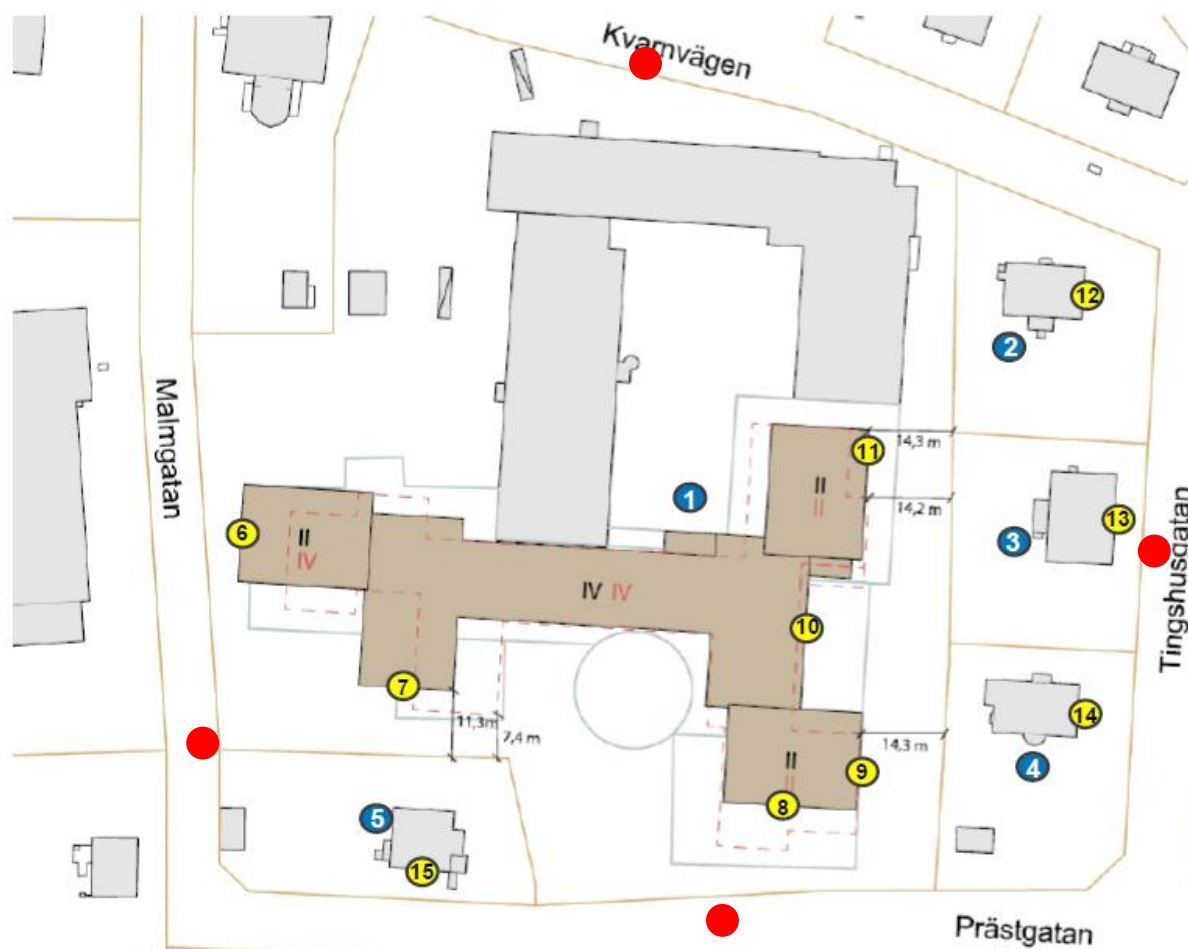 Kvarnvägen
12
2
14,3 m
11
II
II
14,2 m
Malmgatan
1
13
3
6
II
IV
IV IV
Tingshusgatan
10
7
11,3m
7,4 m
14,3 m
14
4
II
II
9
8
5
15
Prästgatan